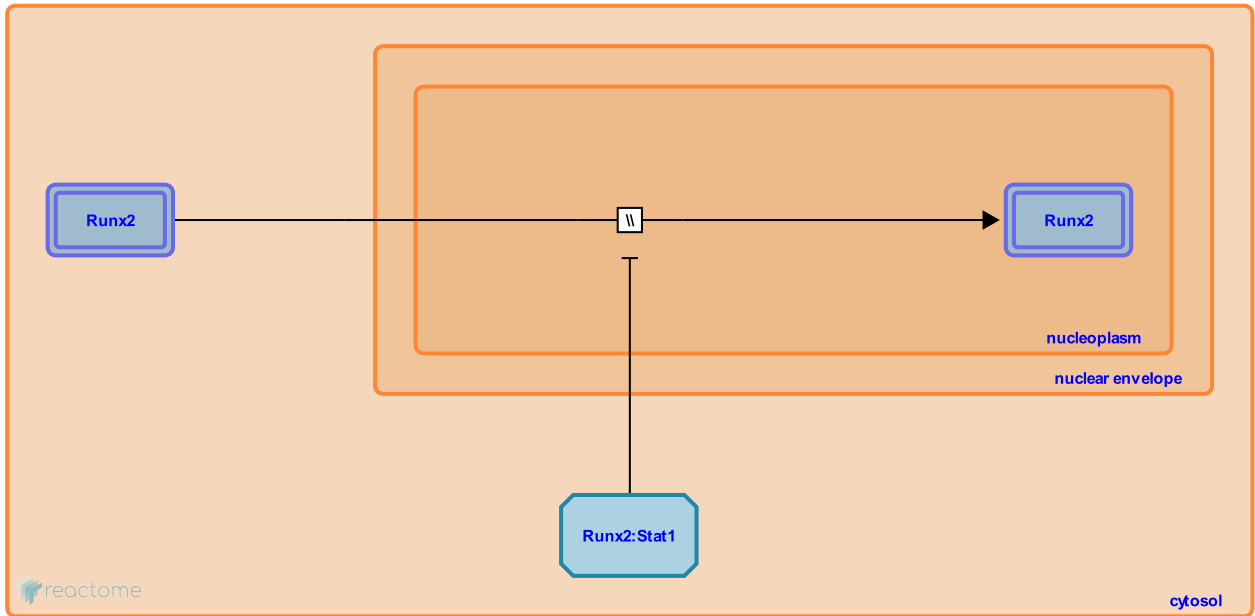 Runx2
\\
Runx2
nucleoplasm
nuclear envelope
Runx2:Stat1
reactome
cytosol